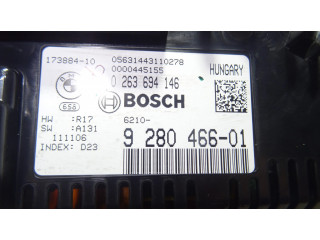 173884-10 05631443110278
0000445155 HUNGARY
0 263 694 146
658 BOSCH
HW :R17 6210-
SW :A131
111106 9 280 466-01
INDEX: D23